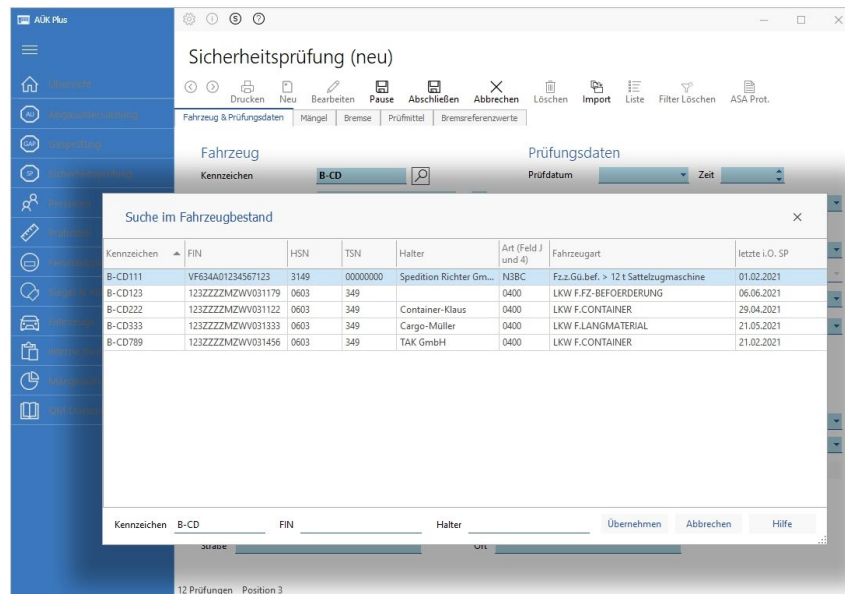 AÜK Plus
Sicherheitsprüfung (neu)
Drucken Neu Bearbeiten Pause Abschließen Abbrechen Löschen Import Liste Filter Löschen ASA Prot.
Fahrzeug & Prüfungsdaten Mängel Bremse Prüfmittel Bremsreferenzwerte
Fahrzeug Prüfungsdaten
Kennzeichen B-CD Prüfdatum Zeit
Suche im Fahrzeugbestand
Kennzeichen FIN HSN TSN Halter Art (Feld J und 4) Fahrzeugart letzte i.O. SP
B-CD111 VF634A01234567123 3149 00000000 Spedition Richter Gm... N3BC Fz.z.Gü.bef. > 12 t Sattelzugmaschine 01.02.2021
B-CD123 123ZZZZMZWV031179 0603 349 0400 LKW F.FZ-BEFOERDERUNG 06.06.2021
B-CD222 123ZZZZMZWV031122 0603 349 Container-Klaus 0400 LKW F.CONTAINER 29.04.2021
B-CD333 123ZZZZMZWV031333 0603 349 Cargo-Müller 0400 LKW F.LANGMATERIAL 21.05.2021
B-CD789 123ZZZZMZWV031456 0603 349 TAK GmbH 0400 LKW F.CONTAINER 21.02.2021
Kennzeichen B-CD FIN Halter Übernehmen Abbrechen Hilfe
Straße Ort
12 Prüfungen Position 3